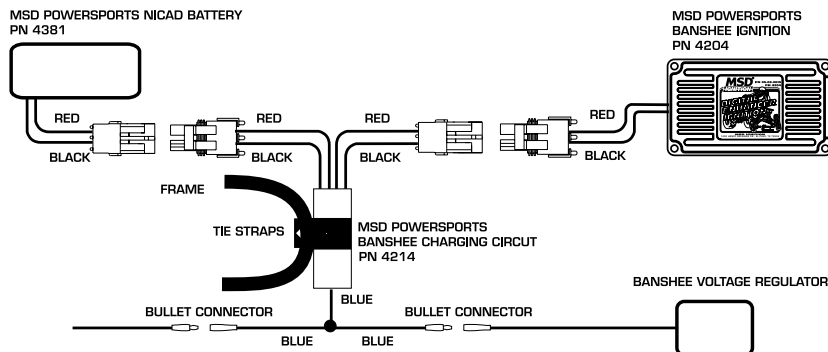 MSD POWERSPORTS NICAD BATTERY
PN 4381
MSD POWERSPORTS
BANSHEE IGNITION
PN 4204
RED
BLACK
RED
BLACK
RED
BLACK
RED
BLACK
MSD
FRAME
TIE STRAPS
MSD POWERSPORTS
BANSHEE CHARGING CIRCUT
PN 4214
BLUE
BANSHEE VOLTAGE REGULATOR
BULLET CONNECTOR
BULLET CONNECTOR
BLUE
BLUE